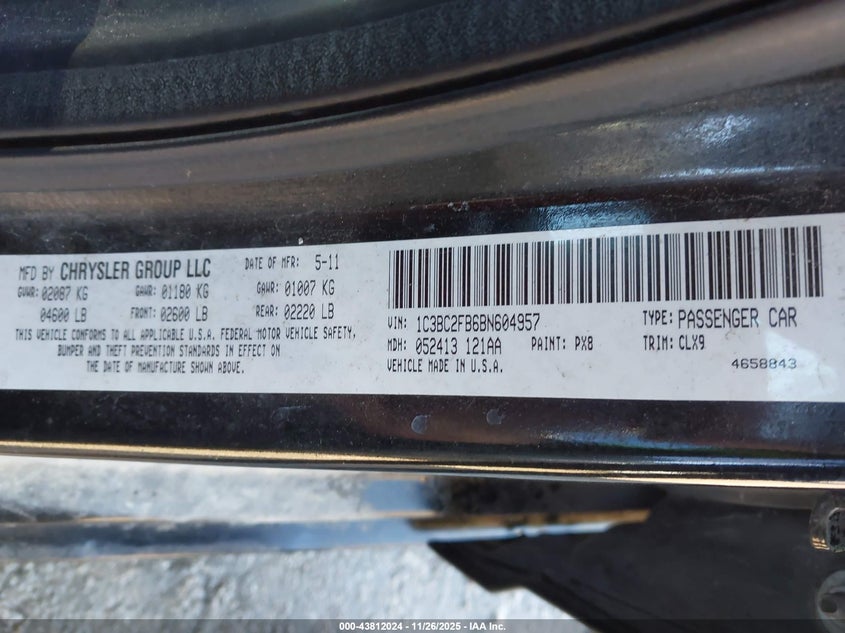 MFD BY CHRYSLER GROUP LLC DATE OF MFR: 5-11
GVWR: 02087 KG GAWR: 01180 KG GAWR: 01007 KG
04600 LB FRONT: 02600 LB REAR: 02220 LB
THIS VEHICLE CONFORMS TO ALL APPLICABLE U.S.A. FEDERAL MOTOR VEHICLE SAFETY,
BUMPER AND THEFT PREVENTION STANDARDS IN EFFECT ON
THE DATE OF MANUFACTURE SHOWN ABOVE.
VIN: 1C3BC2FB6BN604957 TYPE: PASSENGER CAR
MDH: 052413 121AA PAINT: PX8 TRIM: CLX9
VEHICLE MADE IN U.S.A. 4658843
000-43812024 - 11/26/2025 - IAA Inc.